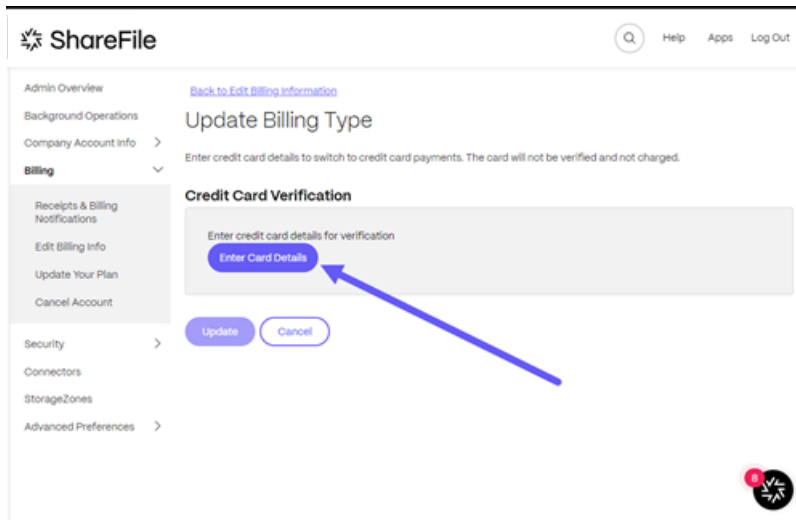 ShareFile
Help
Apps
Log Out
Admin Overview
Background Operations
Company Account Info
Billing
Receipts & Billing
Notifications
Edit Billing Info
Update Your Plan
Cancel Account
Security
Connectors
StorageZones
Advanced Preferences
Back to Edit Billing Information
Update Billing Type
Enter credit card details to switch to credit card payments. The card will not be verified and not charged.
Credit Card Verification
Enter credit card details for verification
Enter Card Details
Update
Cancel
8